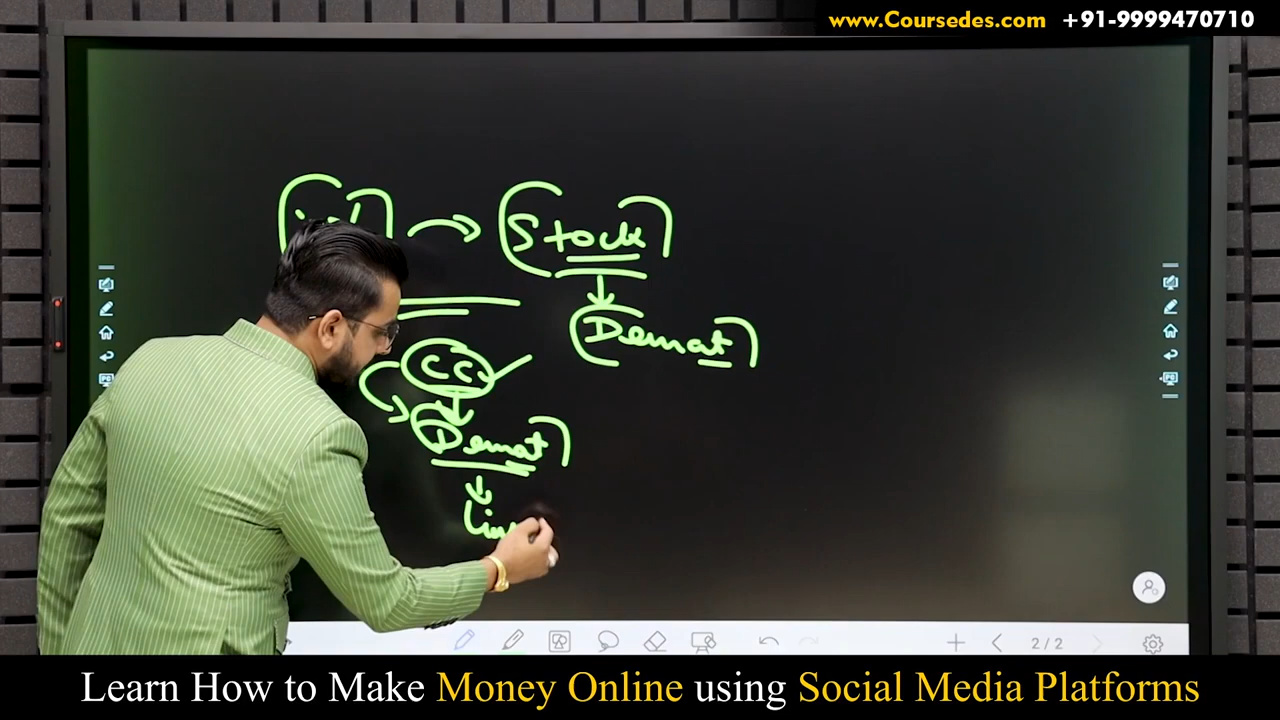 www.Coursedes.com +91-9999470710
Stock
Demat
CC
Demat
2/2
Learn How to Make Money Online using Social Media Platforms